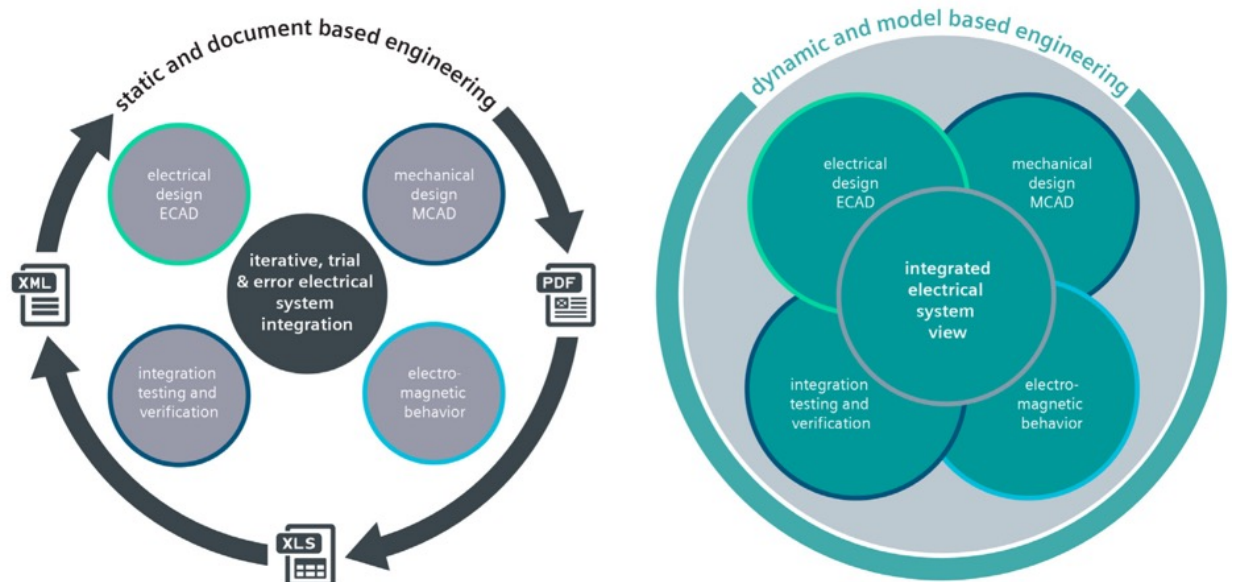 static and document based engineering
electrical
design
ECAD
mechanical
design
MCAD
iterative, trial
& error electrical
system
integration
XML
PDF
integration
testing and
verification
electro-
magnetic
behavior
XLS
dynamic and model based engineering
electrical
design
ECAD
mechanical
design
MCAD
integrated
electrical
system
view
integration
testing and
verification
electro-
magnetic
behavior